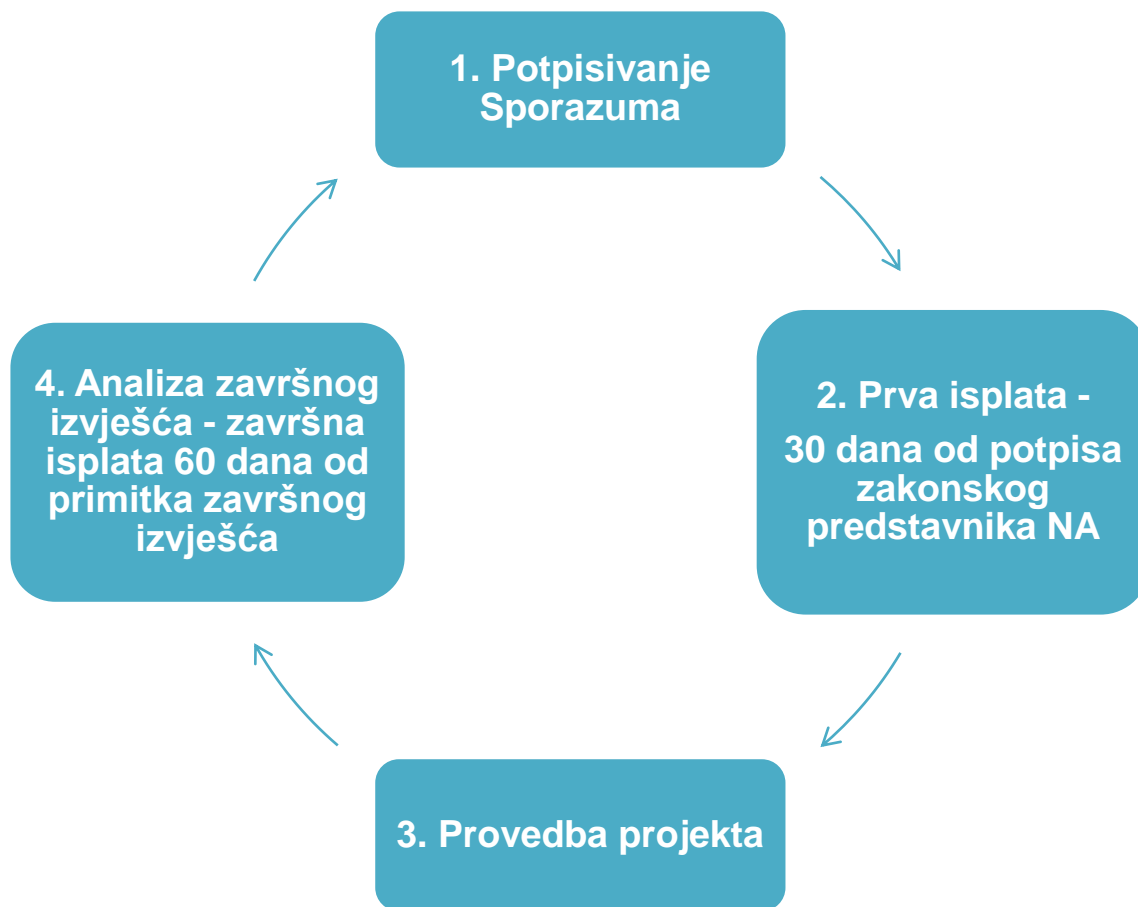 1. Potpisivanje
Sporazuma
2. Prva isplata -
30 dana od potpisa
zakonskog
predstavnika NA
3. Provedba projekta
4. Analiza završnog
izvješća - završna
isplata 60 dana od
primitka završnog
izvješća